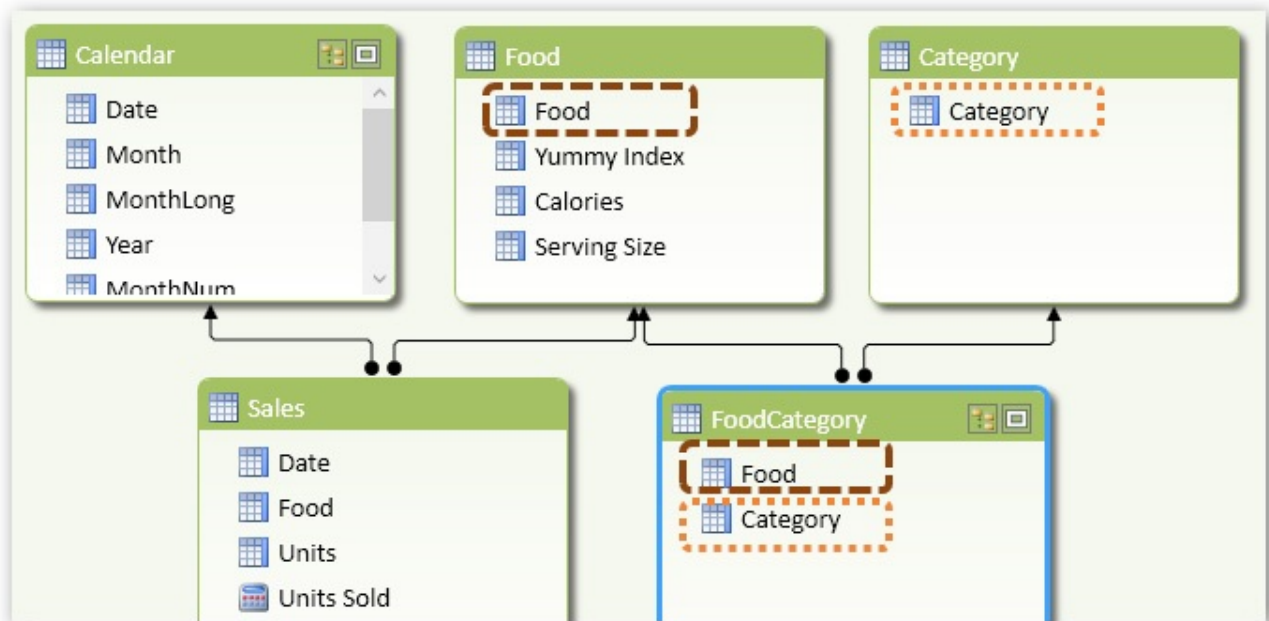 Calendar
Date
Month
MonthLong
Year
MonthNum
Food
Food
Yummy Index
Calories
Serving Size
Category
Category
Sales
Date
Food
Units
Units Sold
FoodCategory
Food
Category